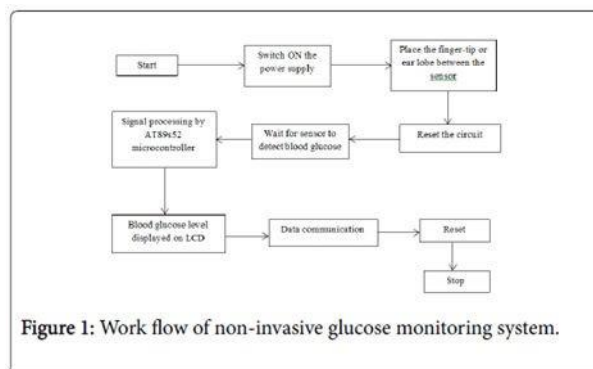 Start
Switch ON the
power supply
Place the finger-tip or
ear lobe between the
sensor
Reset the circuit
Wait for sensor to
detect blood glucose
Signal processing by
AT89s52
microcontroller
Blood glucose level
displayed on LCD
Data communication
Reset
Stop
Figure 1: Work flow of non-invasive glucose monitoring system.